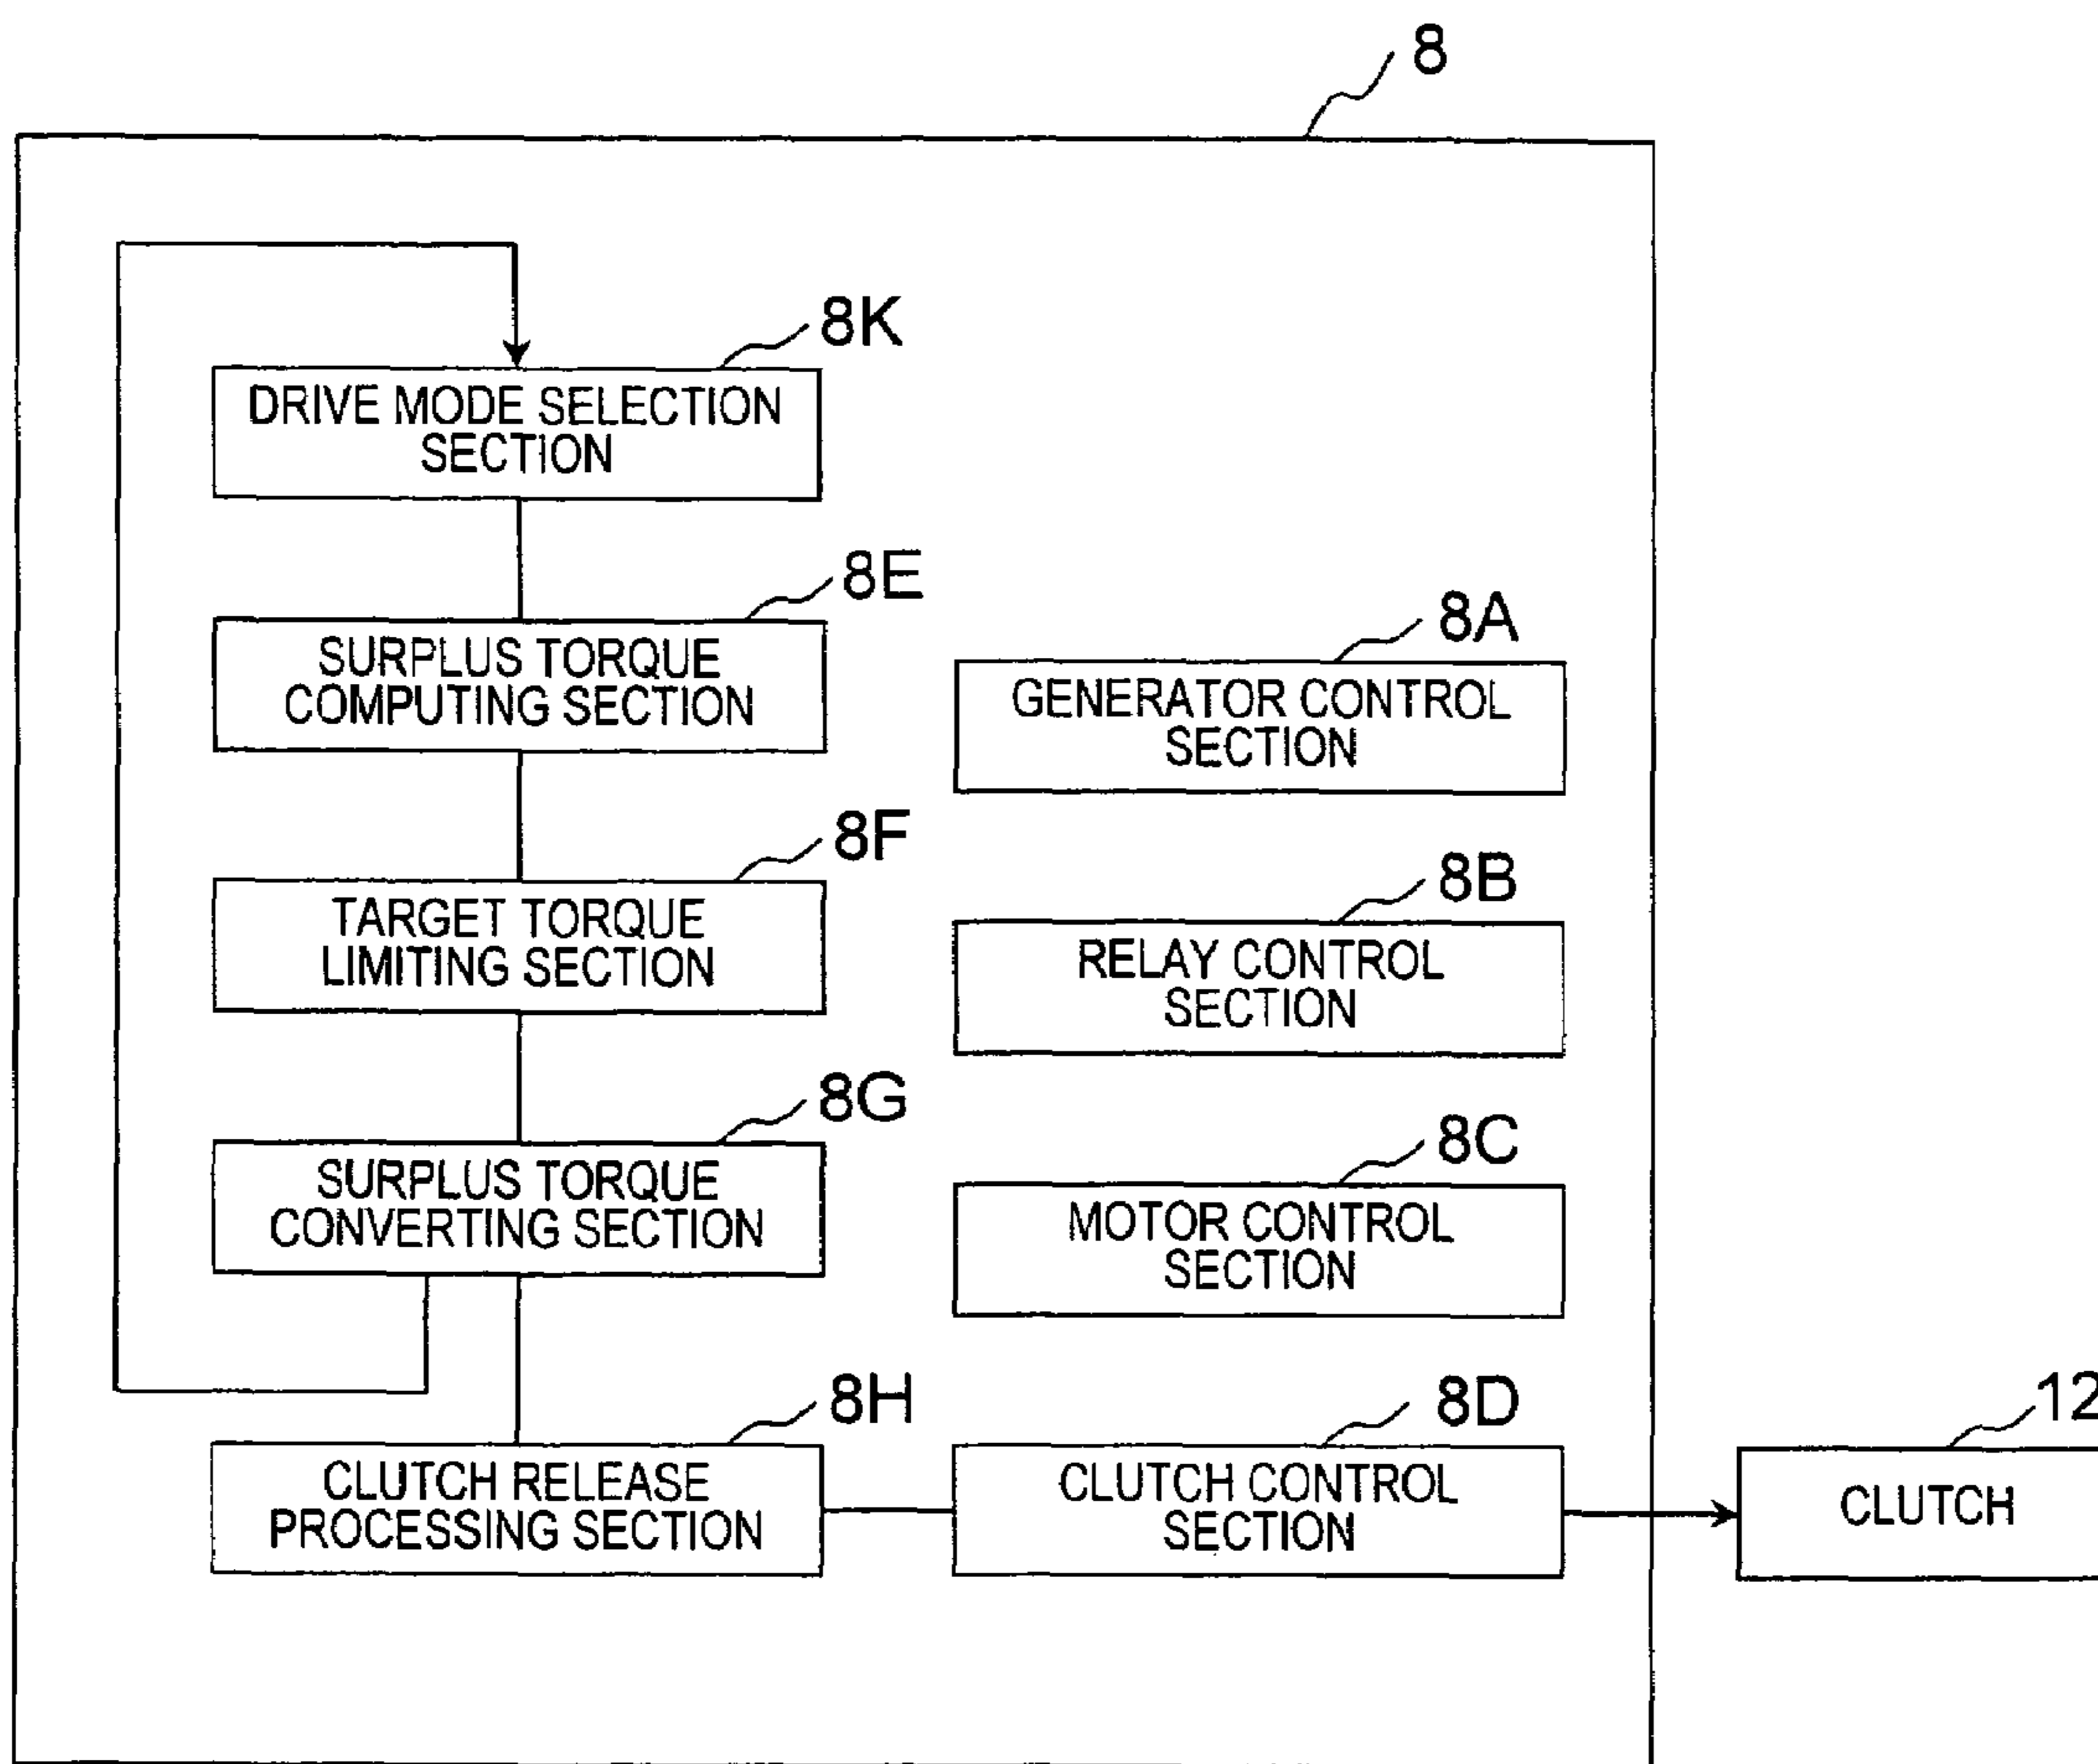 8
8K
DRIVE MODE SELECTION
SECTION
8E
SURPLUS TORQUE
COMPUTING SECTION
8F
TARGET TORQUE
LIMITING SECTION
8G
SURPLUS TORQUE
CONVERTING SECTION
8H
CLUTCH RELEASE
PROCESSING SECTION
8A
GENERATOR CONTROL
SECTION
8B
RELAY CONTROL
SECTION
8C
MOTOR CONTROL
SECTION
8D
CLUTCH CONTROL
SECTION
12
CLUTCH